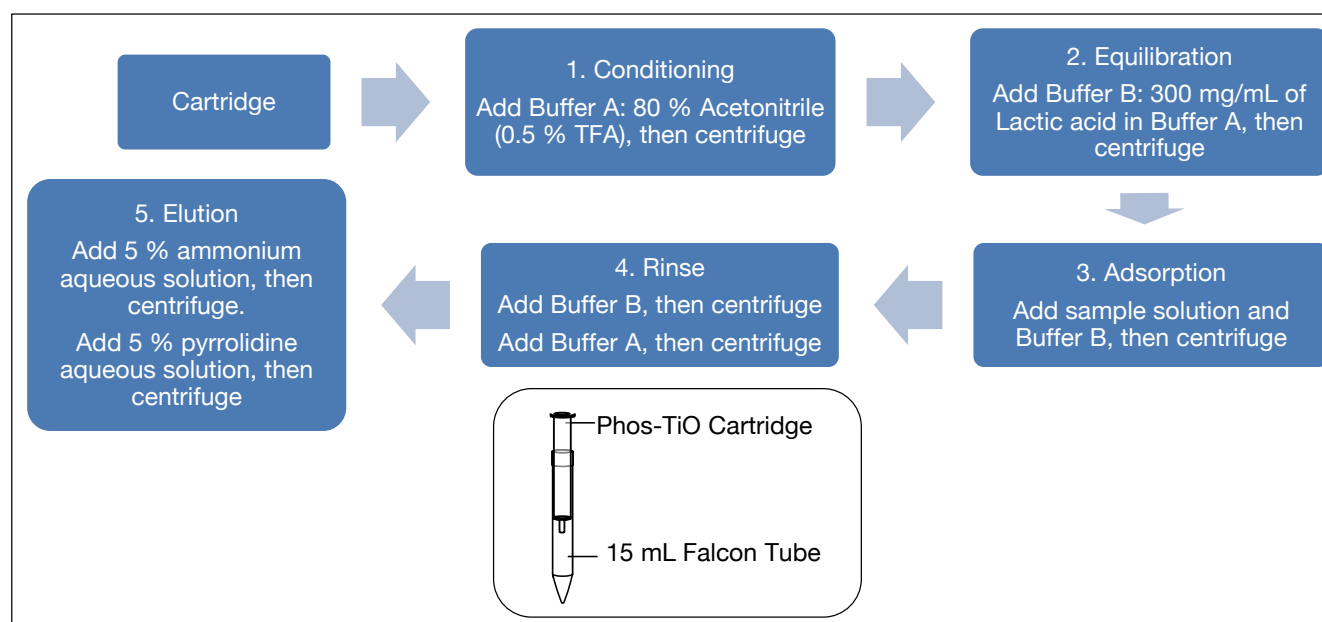 Cartridge
1. Conditioning
Add Buffer A: 80 % Acetonitrile
(0.5 % TFA), then centrifuge
2. Equilibration
Add Buffer B: 300 mg/mL of
Lactic acid in Buffer A, then
centrifuge
3. Adsorption
Add sample solution and
Buffer B, then centrifuge
4. Rinse
Add Buffer B, then centrifuge
Add Buffer A, then centrifuge
5. Elution
Add 5 % ammonium
aqueous solution, then
centrifuge.
Add 5 % pyrrolidine
aqueous solution, then
centrifuge
Phos-TiO Cartridge
15 mL Falcon Tube